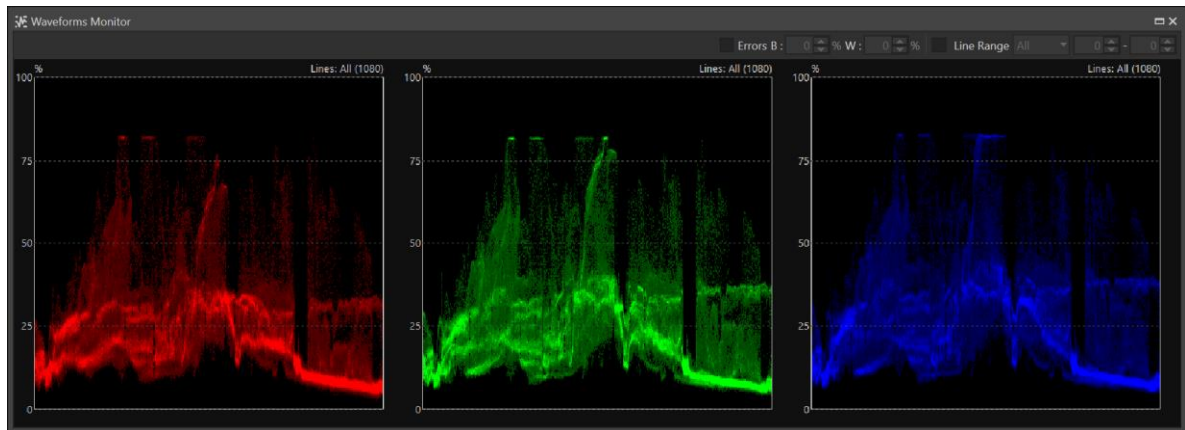 Waveforms Monitor
Errors B : 0 % W : 0 % Line Range All 0 - 0
% Lines: All (1080) % Lines: All (1080) % Lines: All (1080)
100 100 100
75 75 75
50 50 50
25 25 25
0 0 0